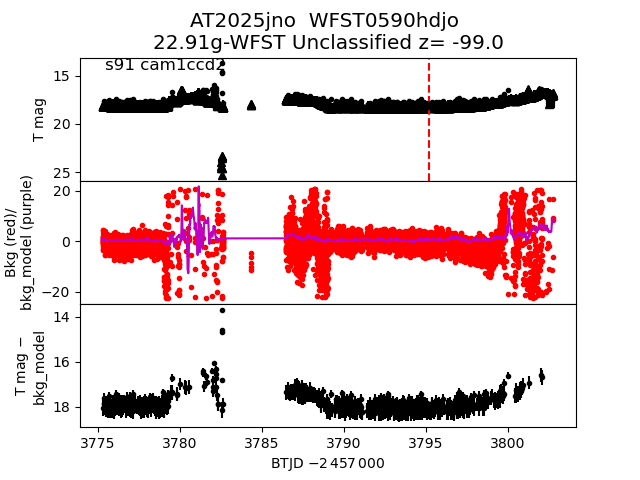 AT2025jno  WFST0590hdjo
22.91g-WFST Unclassified z= -99.0
s91 cam1ccd2
T mag
15
20
25
Bkg (red)/
bkg_model (purple)
20
0
−20
T mag −
bkg_model
14
16
18
3775 3780 3785 3790 3795 3800
BTJD −2 457 000